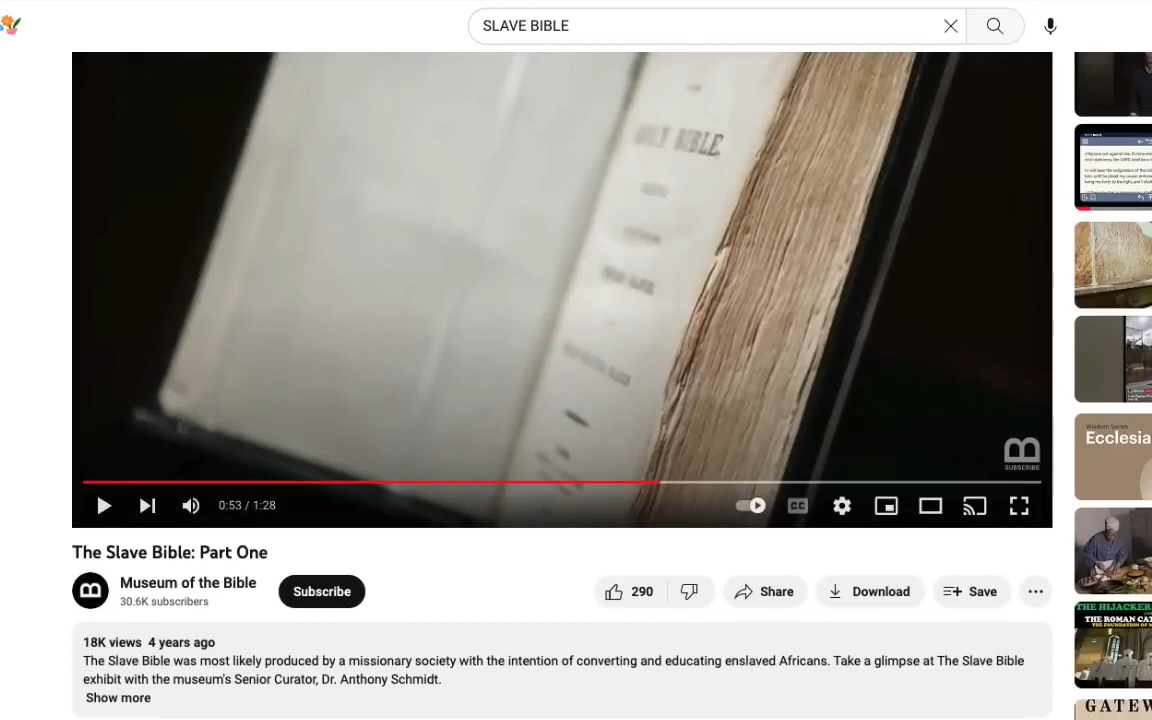 SLAVE BIBLE
HOLY BIBLE.
SUBSCRIBE
0:53 / 1:28
CC
Ecclesia
The Slave Bible: Part One
Museum of the Bible
30.6K subscribers
Subscribe
290
Share
Download
Save
THE HIJACKER
THE ROMAN CAT
18K views 4 years ago
The Slave Bible was most likely produced by a missionary society with the intention of converting and educating enslaved Africans. Take a glimpse at The Slave Bible
exhibit with the museum's Senior Curator, Dr. Anthony Schmidt.
Show more
GATEW